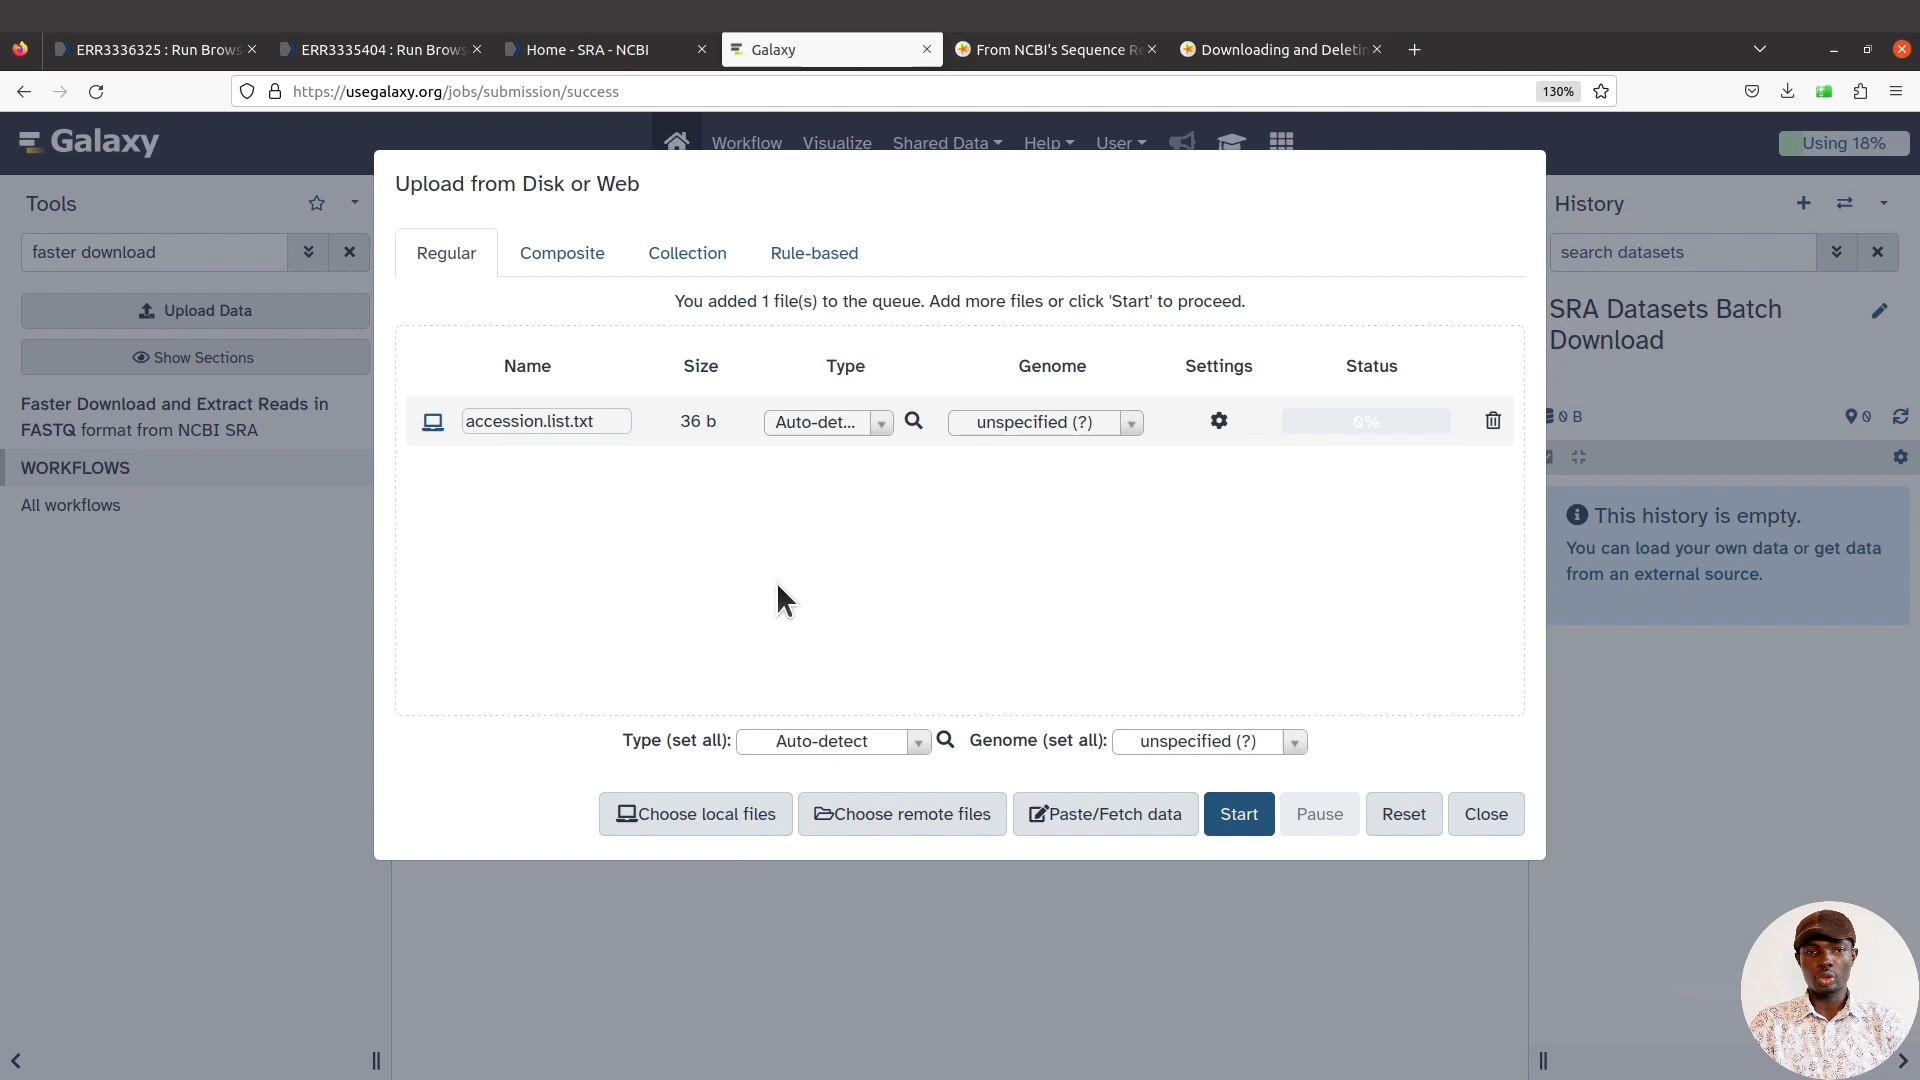 ERR3336325 : Run Brows
ERR3335404 : Run Brows
Home - SRA - NCBI
Galaxy
From NCBI's Sequence Re
Downloading and Deletin
https://usegalaxy.org/jobs/submission/success
130%
Galaxy
Workflow
Visualize
Shared Data
Help
User
Using 18%
Tools
faster download
Upload Data
Show Sections
Faster Download and Extract Reads in
FASTQ format from NCBI SRA
WORKFLOWS
All workflows
Upload from Disk or Web
Regular
Composite
Collection
Rule-based
You added 1 file(s) to the queue. Add more files or click 'Start' to proceed.
Name
Size
Type
Genome
Settings
Status
accession.list.txt
36 b
Auto-det...
unspecified (?)
0%
Type (set all):
Auto-detect
Genome (set all):
unspecified (?)
Choose local files
Choose remote files
Paste/Fetch data
Start
Pause
Reset
Close
History
search datasets
SRA Datasets Batch
Download
0 B
0
This history is empty.
You can load your own data or get data
from an external source.